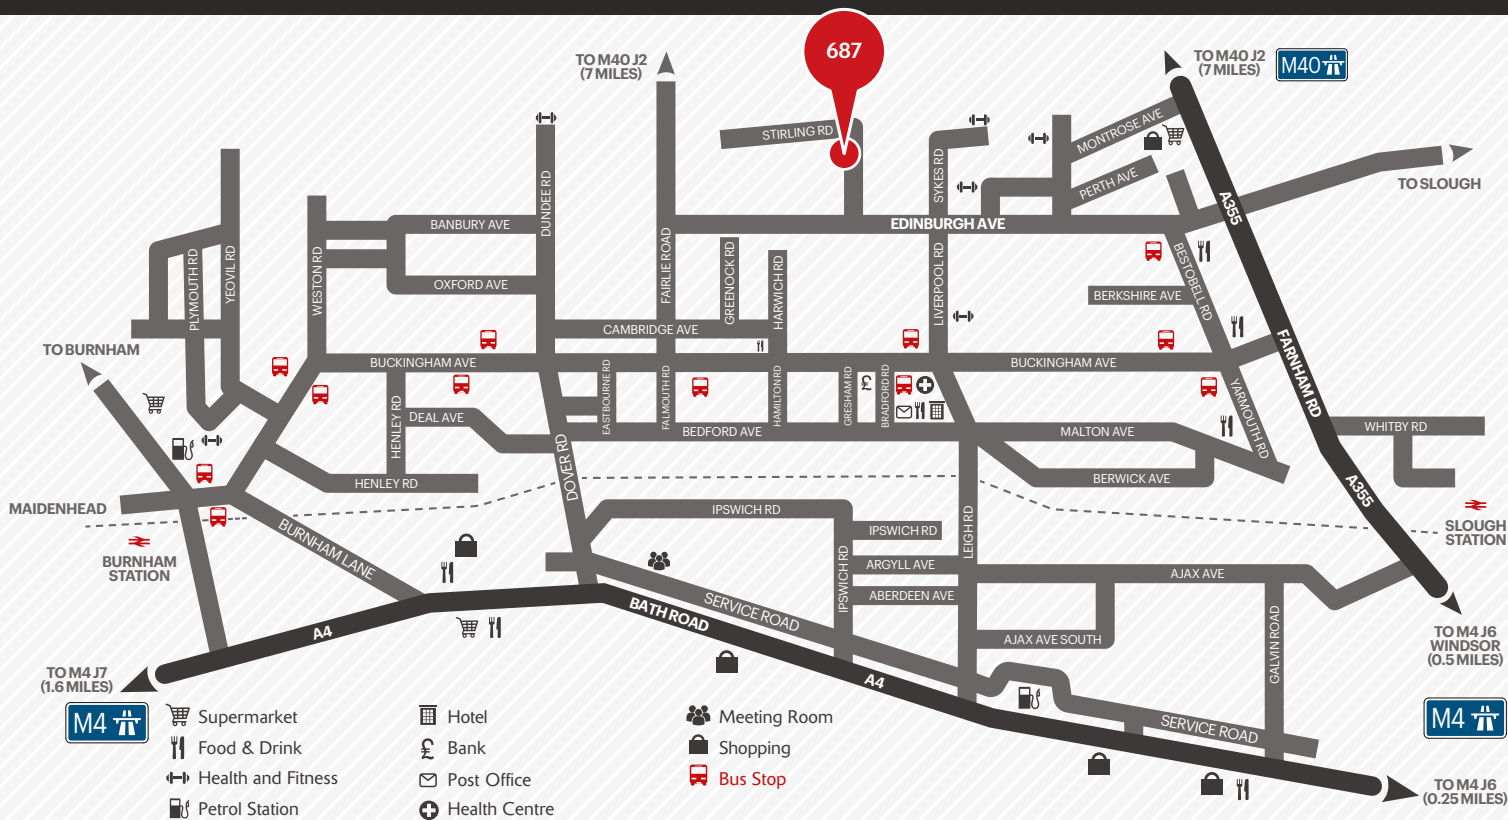 687
TO M40 J2
(7 MILES)
TO M40 J2
(7 MILES)
M40
STIRLING RD
MONTROSE AVE
PERTH AVE
SYKES RD
TO SLOUGH
A355
DUNDEE RD
BANBURY AVE
EDINBURGH AVE
PLYMOUTH RD
YEOVIL RD
WESTON RD
OXFORD AVE
FAIRLIE ROAD
GREENOCK RD
HARWICH RD
LIVERPOOL RD
BESTOBELL RD
BERKSHIRE AVE
CAMBRIDGE AVE
TO BURNHAM
BUCKINGHAM AVE
BUCKINGHAM AVE
FARNHAM RD
EASTBOURNE RD
FALMOUTH RD
HAMILTON RD
GRESHAM RD
BRADFORD RD
YARMOUTH RD
HENLEY RD
DEAL AVE
BEDFORD AVE
MALTON AVE
WHITBY RD
DOVER RD
HENLEY RD
BERWICK AVE
A355
MAIDENHEAD
BURNHAM
STATION
BURNHAM LANE
IPSWICH RD
IPSWICH RD
IPSWICH RD
LEIGH RD
SLOUGH
STATION
ARGYLL AVE
AJAX AVE
ABERDEEN AVE
SERVICE ROAD
BATH ROAD
A4
AJAX AVE SOUTH
GALVIN ROAD
TO M4 J6
WINDSOR
(0.5 MILES)
TO M4 J7
(1.6 MILES)
A4
M4
M4
SERVICE ROAD
TO M4 J6
(0.25 MILES)
Supermarket
Food & Drink
Health and Fitness
Petrol Station
Hotel
£ Bank
Post Office
Health Centre
Meeting Room
Shopping
Bus Stop
£